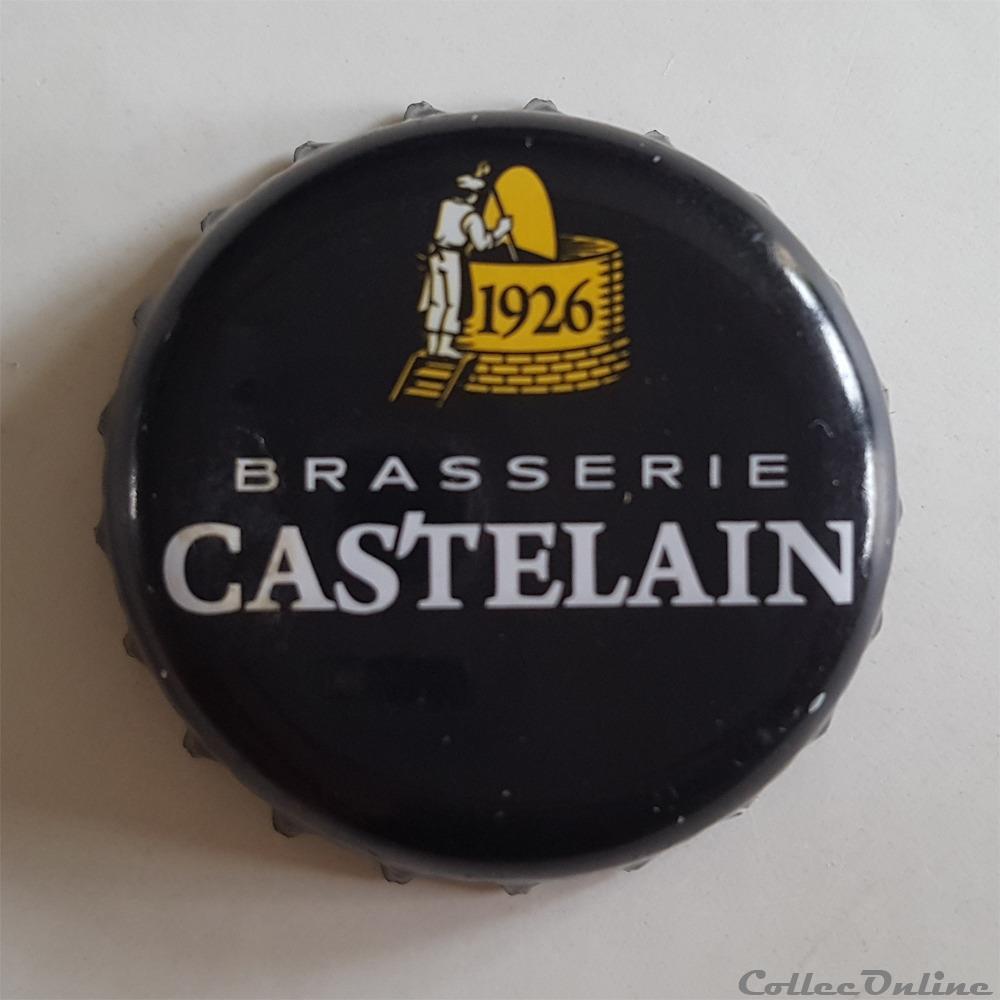 1926
BRASSERIE
CASTELAIN
CollecOnline